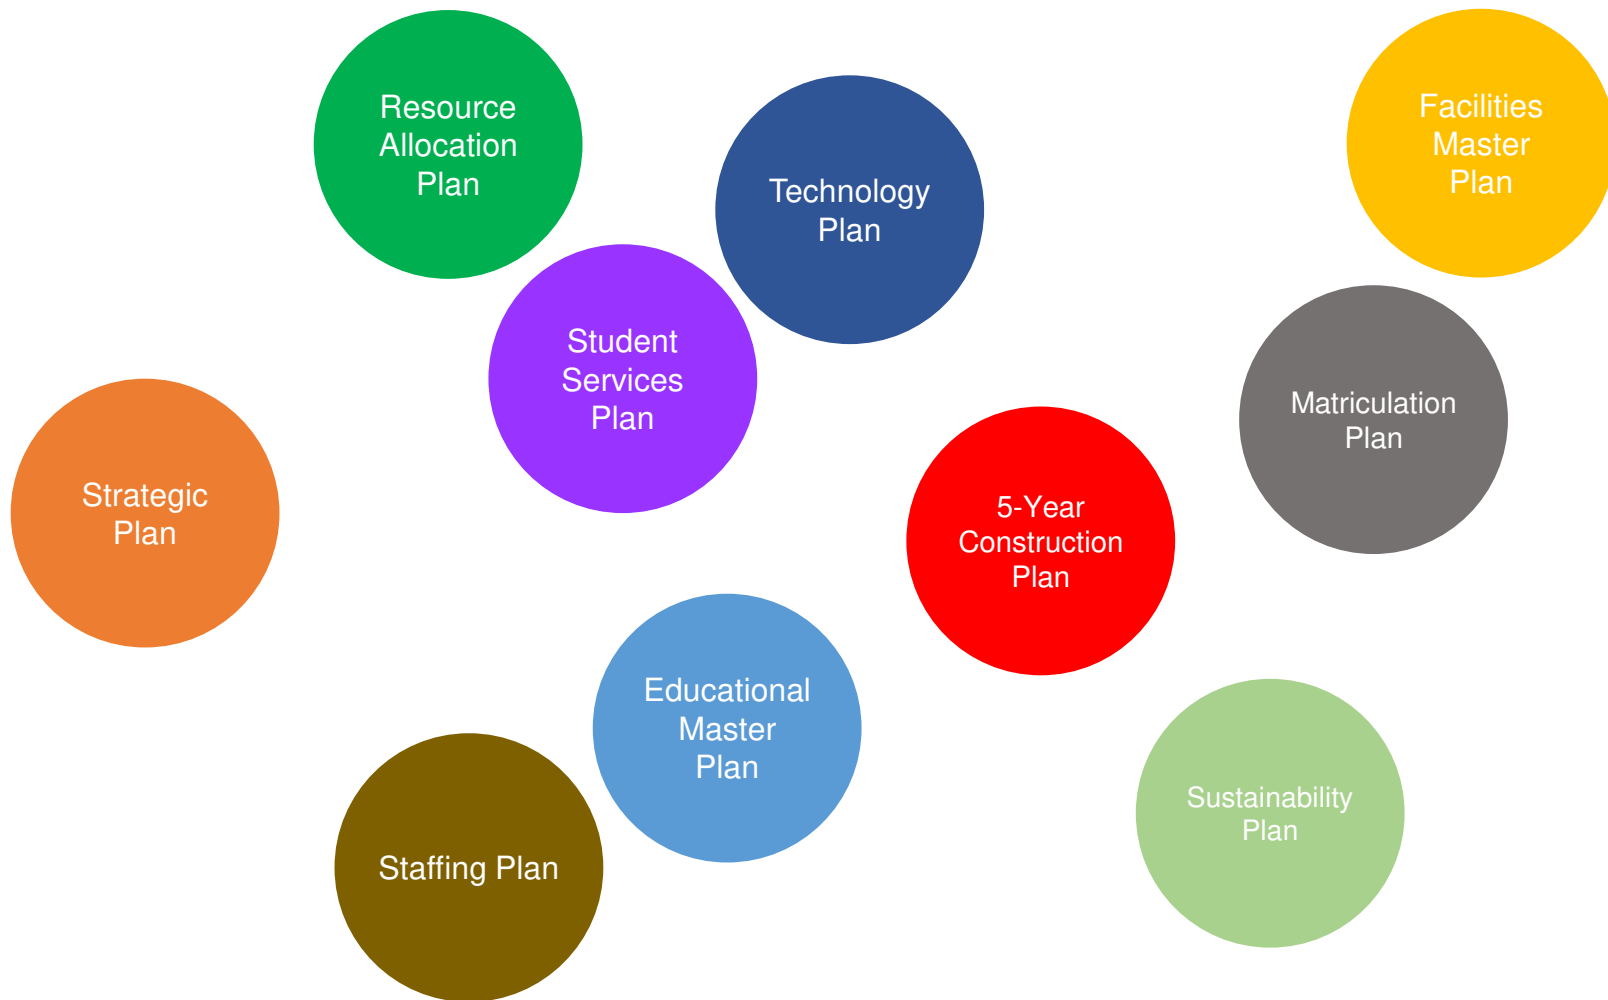 Resource
Allocation
Plan
Technology
Plan
Facilities
Master
Plan
Student
Services
Plan
Matriculation
Plan
Strategic
Plan
5-Year
Construction
Plan
Educational
Master
Plan
Sustainability
Plan
Staffing Plan